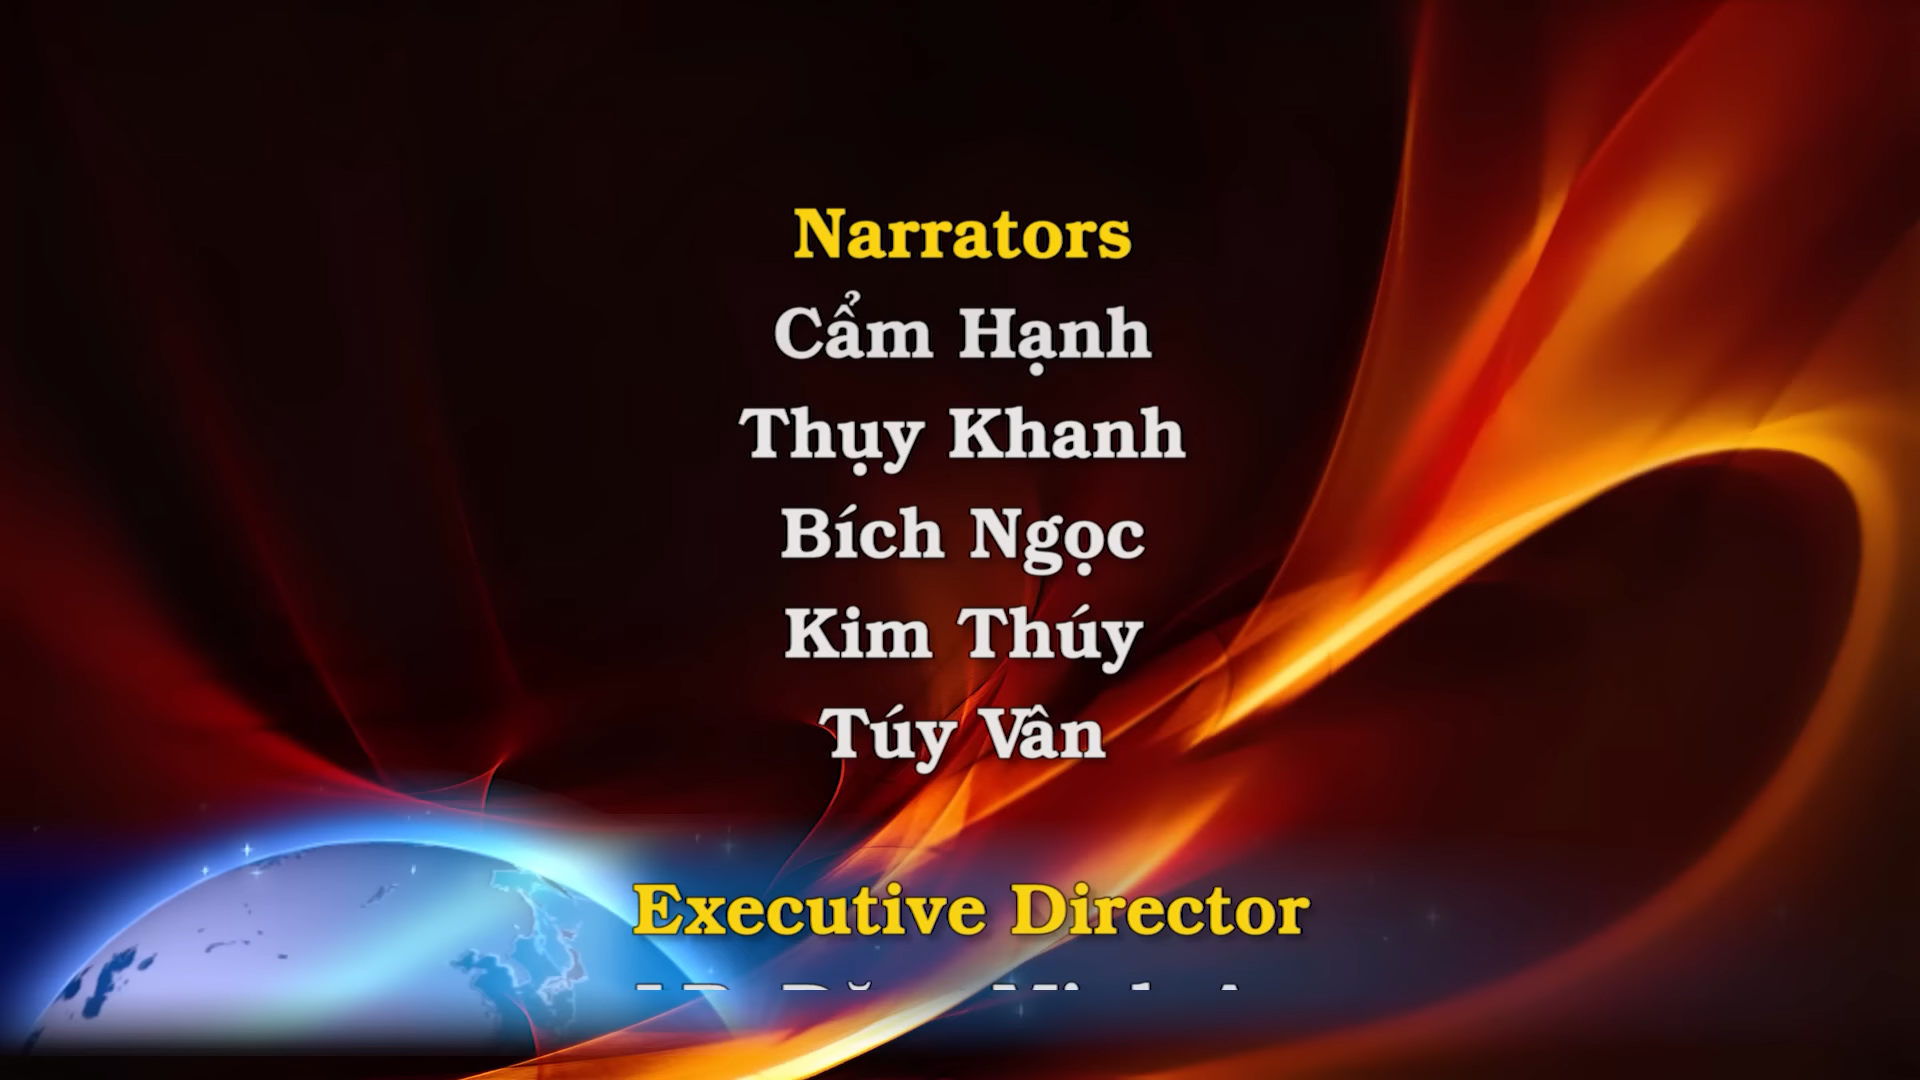 Narrators
Cẩm Hạnh
Thụy Khanh
Bích Ngọc
Kim Thúy
Túy Vân
Executive Director